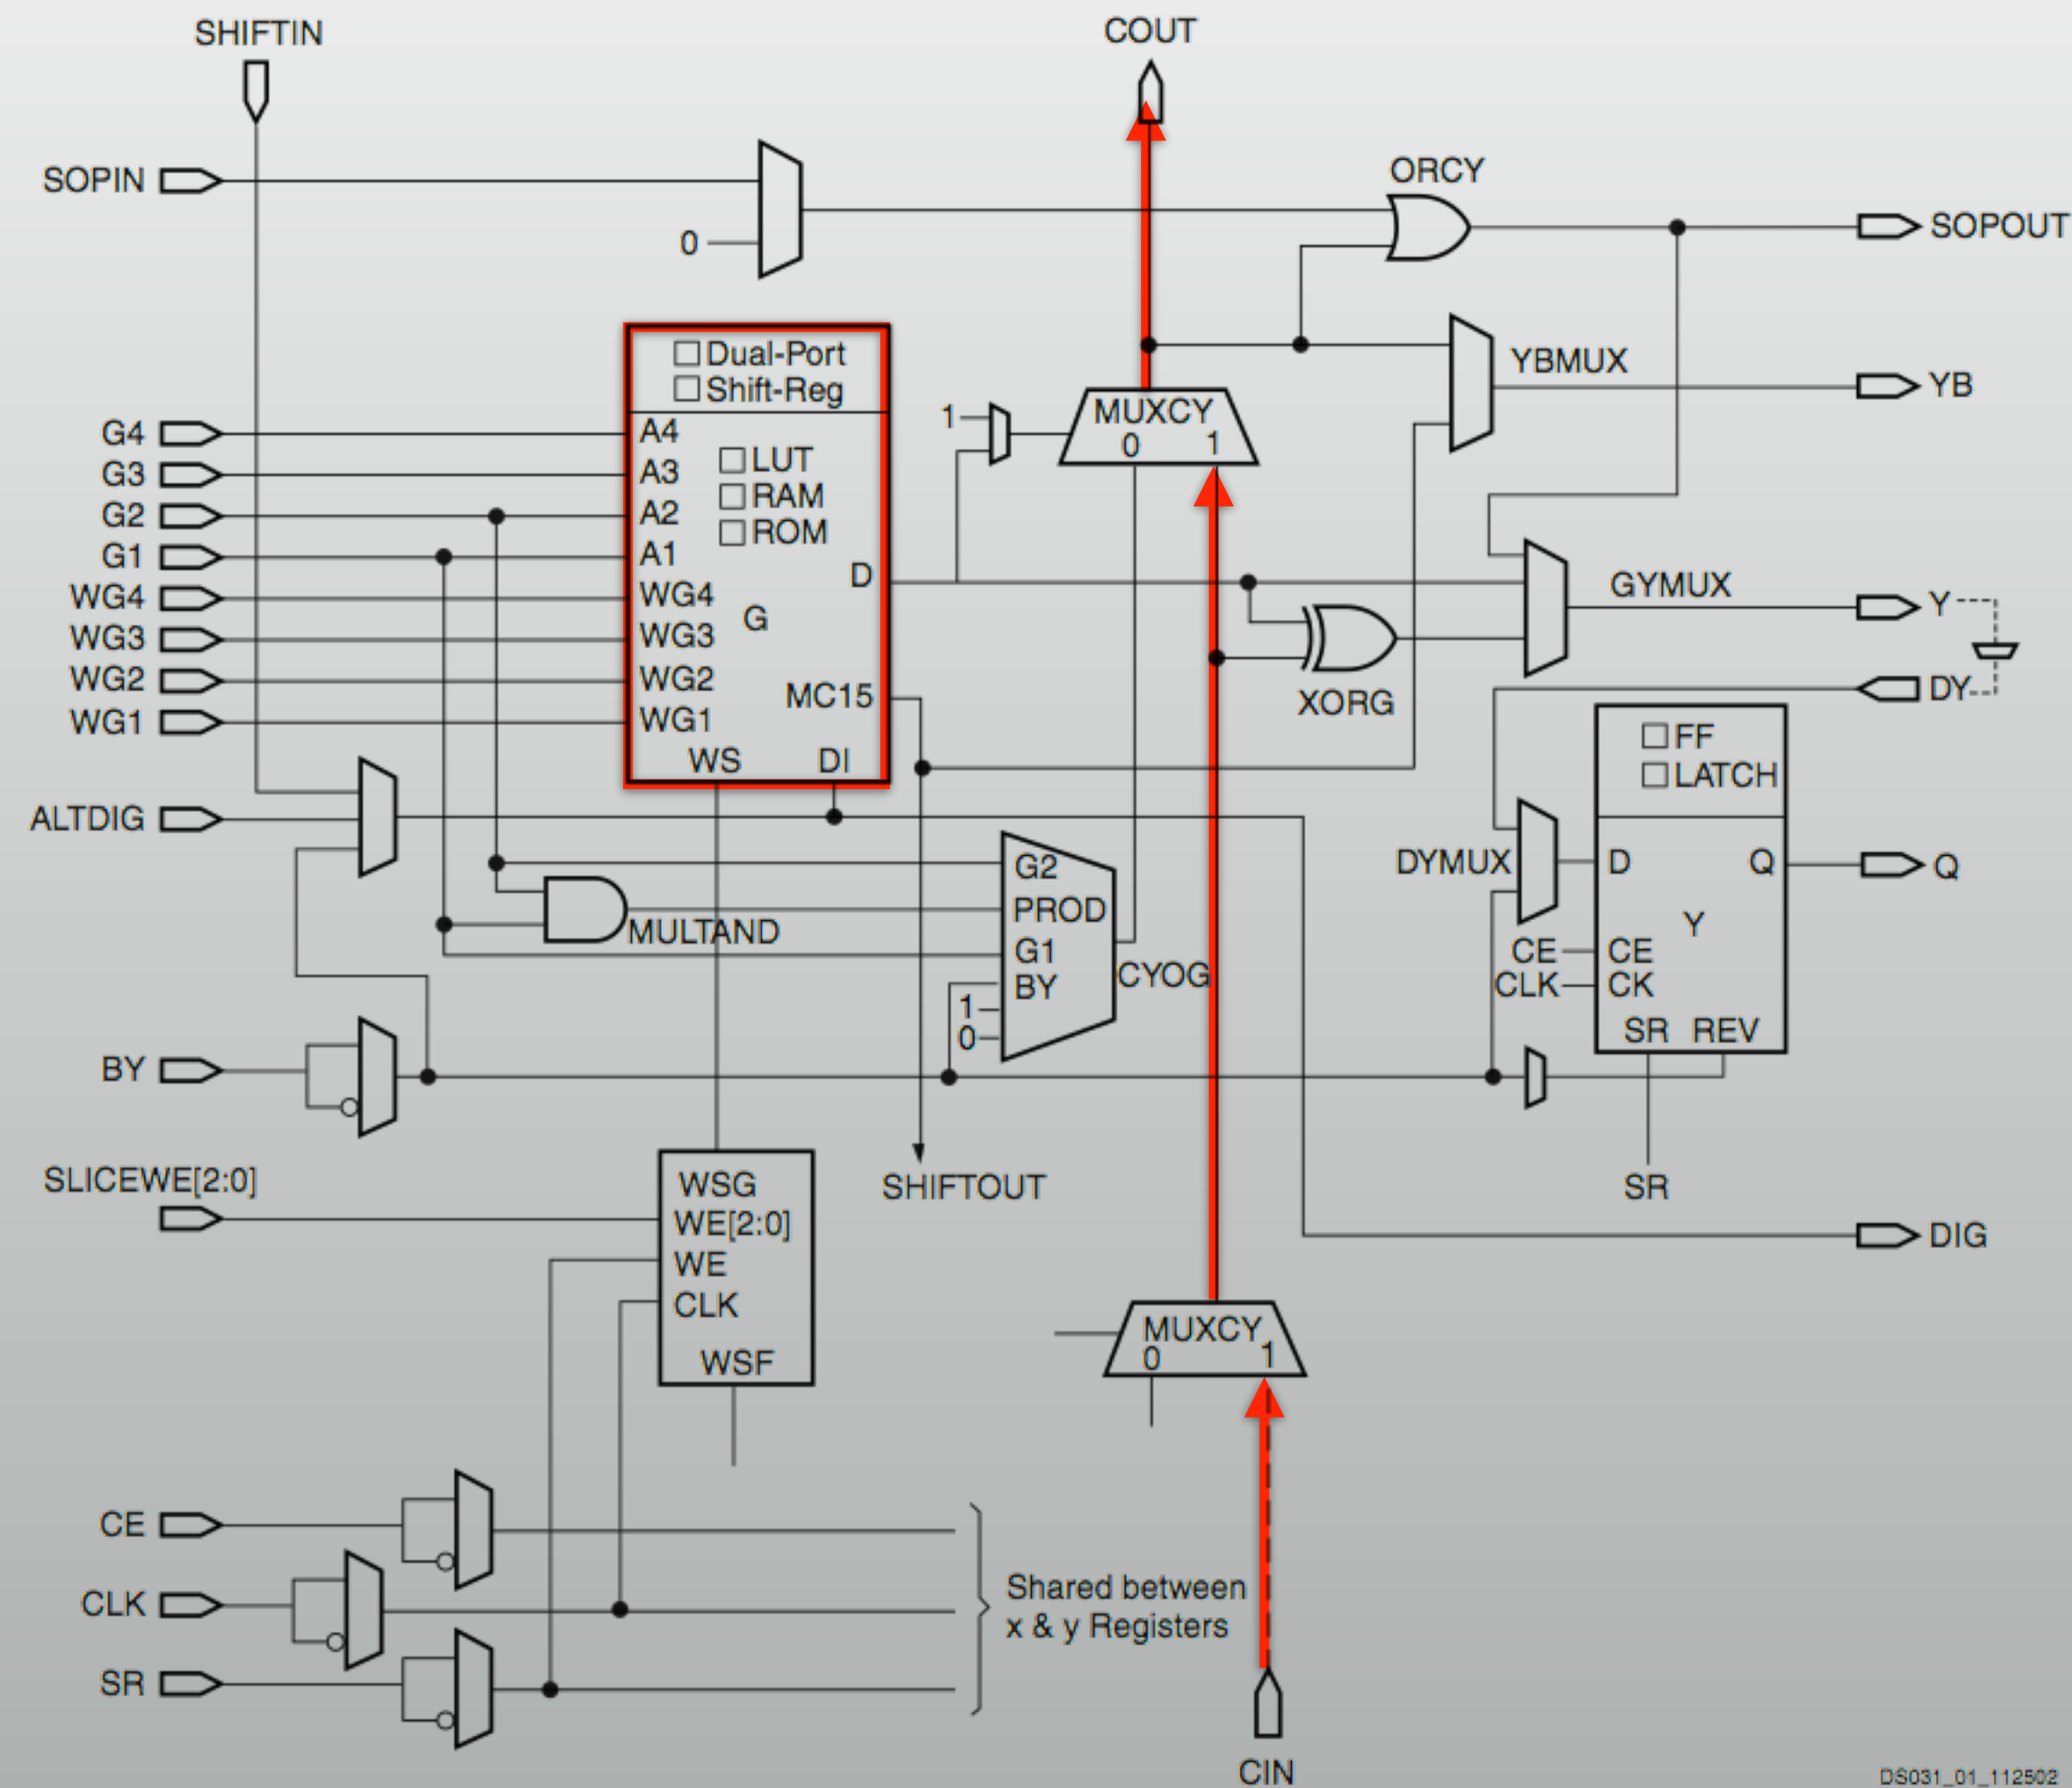 SHIFTIN
COUT
SOPIN
0
ORCY
SOPOUT
Dual-Port
Shift-Reg
YBMUX
YB
1
MUXCY
0 1
G4
G3
G2
G1
WG4
WG3
WG2
WG1
A4
A3
A2
A1
WG4
WG3
WG2
WG1
LUT
RAM
ROM
G
D
MC15
WS DI
GYMUX
Y
XORG
DY
FF
LATCH
ALTDIG
G2
PROD
G1
BY
1
0
MULTAND
CYOG
DYMUX
D Q
Q
Y
CE
CLK
CE
CK
SR REV
BY
SLICEWE[2:0]
WSG
WE[2:0]
WE
CLK
WSF
SHIFTOUT
SR
DIG
MUXCY
0 1
CE
CLK
SR
Shared between
x & y Registers
CIN
DS031_01_112502